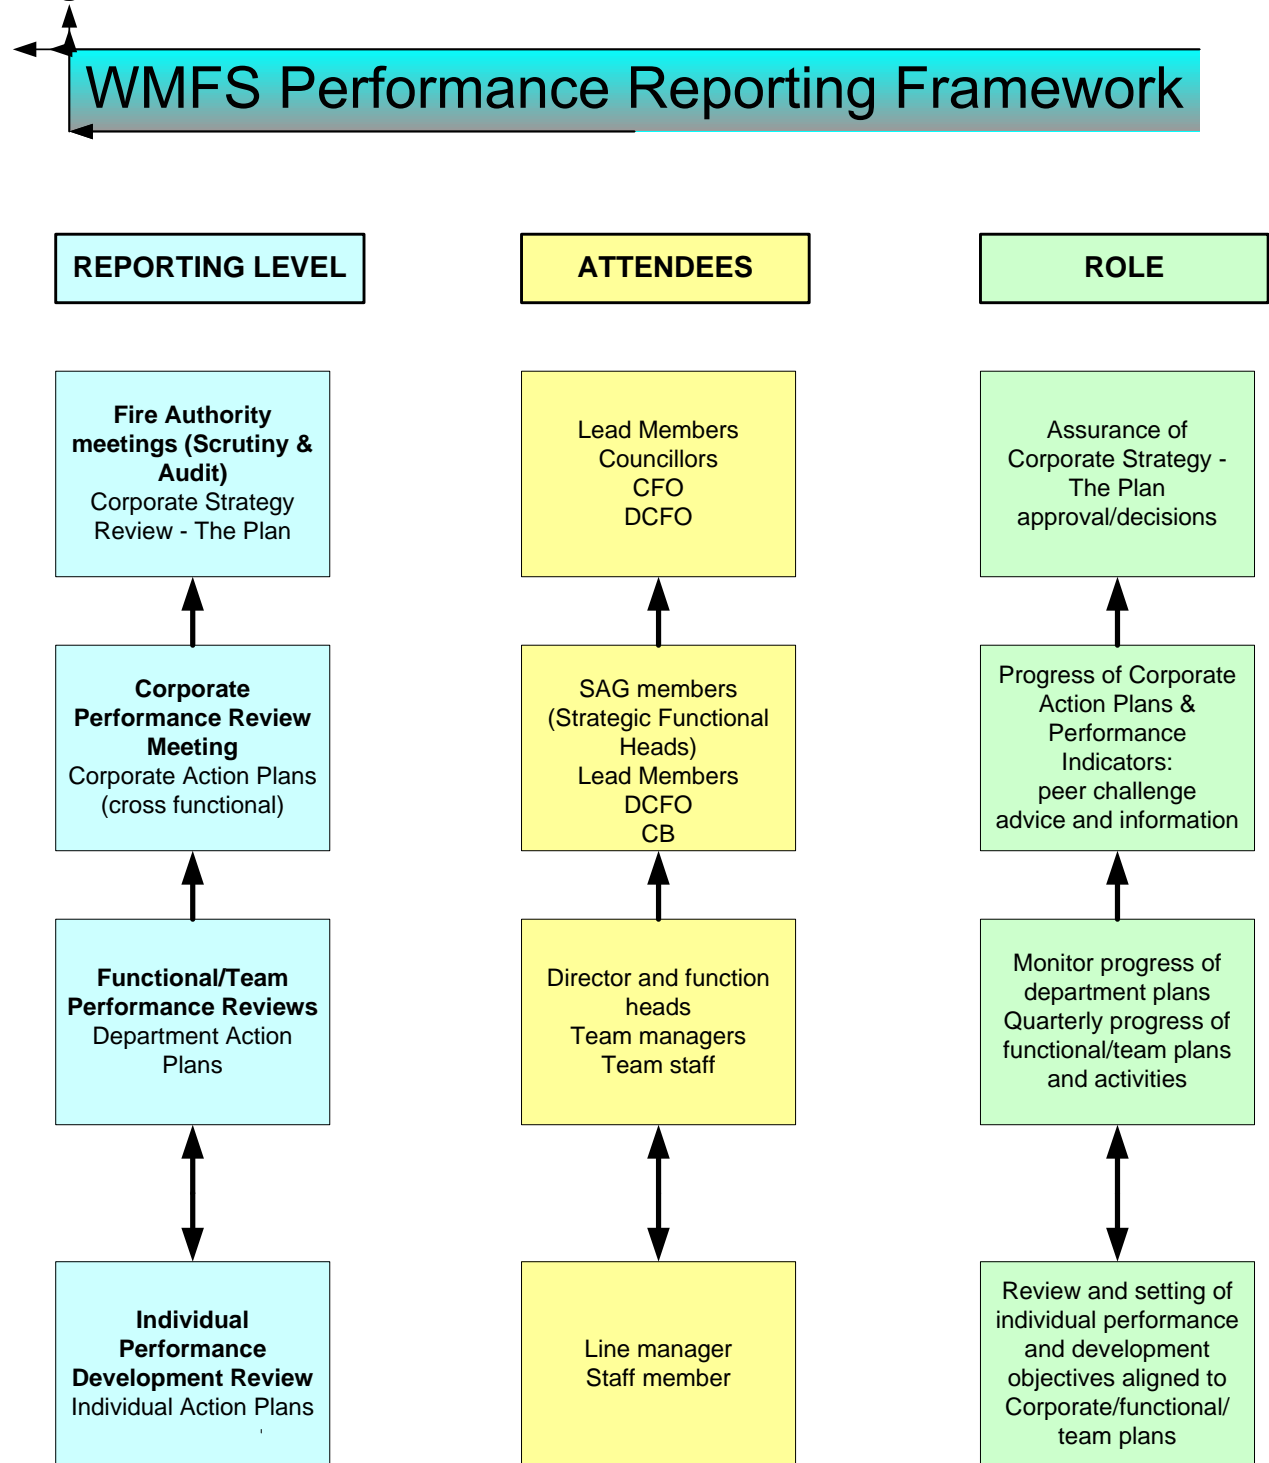 WMFS Performance Reporting Framework
REPORTING LEVEL
ATTENDEES
ROLE
Fire Authority
meetings (Scrutiny &
Audit)
Corporate Strategy
Review - The Plan
Lead Members
Councillors
CFO
DCFO
Assurance of
Corporate Strategy -
The Plan
approval/decisions
Corporate
Performance Review
Meeting
Corporate Action Plans
(cross functional)
SAG members
(Strategic Functional
Heads)
Lead Members
DCFO
CB
Progress of Corporate
Action Plans &
Performance
Indicators:
peer challenge
advice and information
Functional/Team
Performance Reviews
Department Action
Plans
Director and function
heads
Team managers
Team staff
Monitor progress of
department plans
Quarterly progress of
functional/team plans
and activities
Individual
Performance
Development Review
Individual Action Plans
Line manager
Staff member
Review and setting of
individual performance
and development
objectives aligned to
Corporate/functional/
team plans